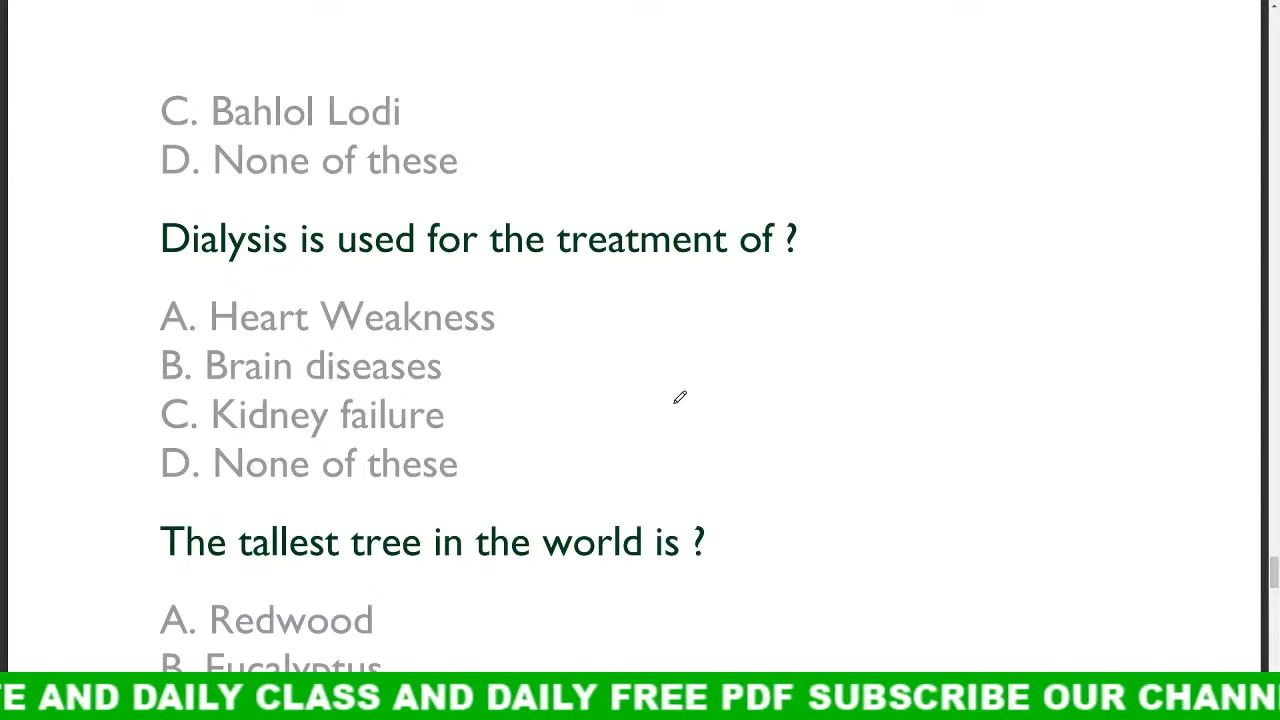 C. Bahlol Lodi
D. None of these
Dialysis is used for the treatment of ?
A. Heart Weakness
B. Brain diseases
C. Kidney failure
D. None of these
The tallest tree in the world is ?
A. Redwood
B. Eucalyptus
TE AND DAILY CLASS AND DAILY FREE PDF SUBSCRIBE OUR CHANN